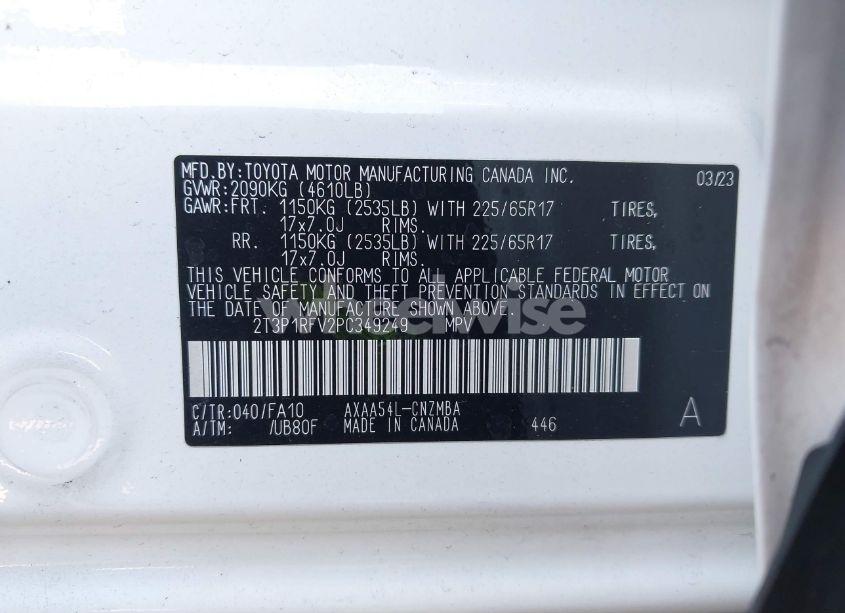 MFD.BY:TOYOTA MOTOR MANUFACTURING CANADA INC. 03/23
GVWR:2090KG (4610LB)
GAWR:FRT. 1150KG (2535LB) WITH 225/65R17 TIRES,
17x7.0J RIMS.
RR. 1150KG (2535LB) WITH 225/65R17 TIRES,
17x7.0J RIMS.
THIS VEHICLE CONFORMS TO ALL APPLICABLE FEDERAL MOTOR
VEHICLE SAFETY AND THEFT PREVENTION STANDARDS IN EFFECT ON
THE DATE OF MANUFACTURE SHOWN ABOVE.
wheelwise
2T3P1RFV2PC349249 MPV
C/TR:040/FA10 AXAA54L-CNZMBA
A/TM: /UB80F MADE IN CANADA 446 A